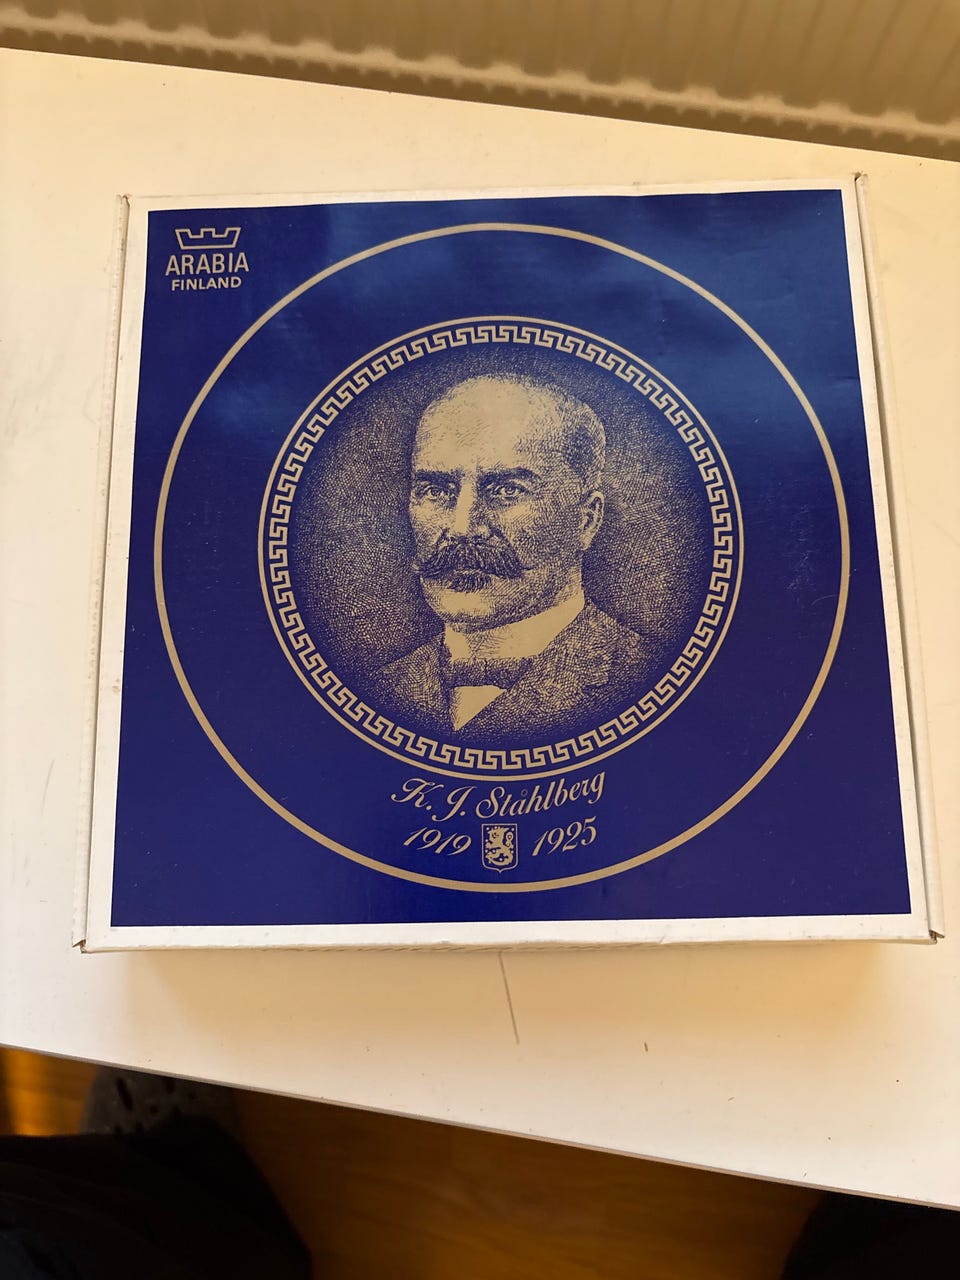 ARABIA
FINLAND
K. J. Ståhlberg
1919 1925